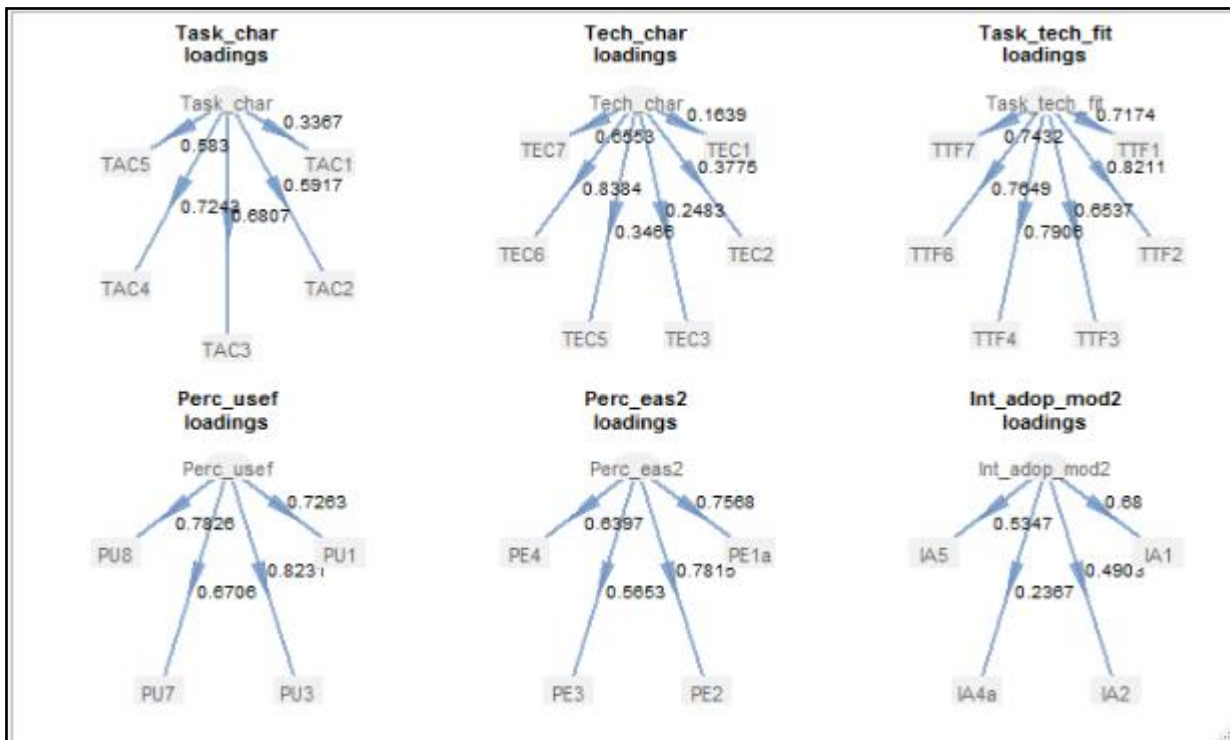 Task_char
loadings
Tech_char
loadings
Task_tech_fit
loadings
Task_char
Tech_char
Task_tech_fit
0.3367
0.1639
0.7174
0.583
0.6553
0.7432
TAC5
TAC1
TEC7
TEC1
TTF7
TTF1
0.5917
0.3775
0.8211
0.7243
0.6807
0.8384
0.2483
0.7649
0.6537
0.3466
0.7906
TAC4
TAC2
TEC6
TEC2
TTF6
TTF2
TAC3
TEC5
TEC3
TTF4
TTF3
Perc_usef
loadings
Perc_eas2
loadings
Int_adop_mod2
loadings
Perc_usef
Perc_eas2
Int_adop_mod2
0.7263
0.7568
0.68
0.7826
0.6397
0.5347
PU8
PU1
PE4
PE1a
IA5
IA1
0.6706
0.5653
0.7815
0.2367
0.4903
PU7
PU3
PE3
PE2
IA4a
IA2